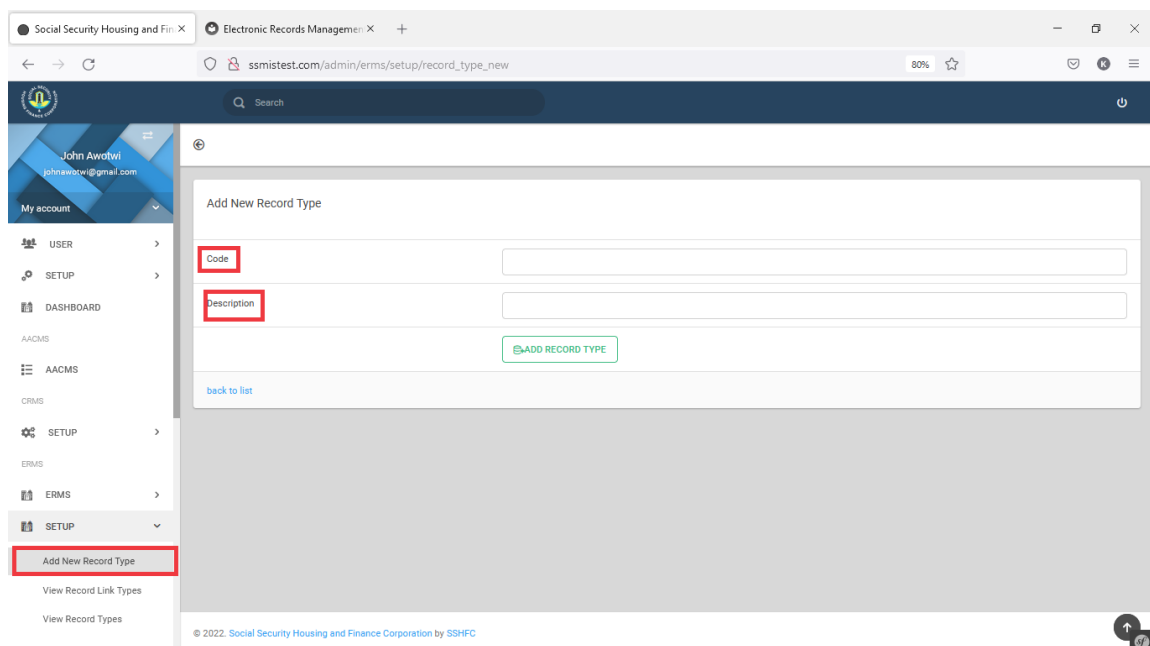 Social Security Housing and Fin
Electronic Records Managemen
ssmistest.com/admin/erms/setup/record_type_new
80%
K
Search
John Awotwi
johnawotwi@gmail.com
My account
USER
SETUP
DASHBOARD
AACMS
AACMS
CRMS
SETUP
ERMS
ERMS
SETUP
Add New Record Type
View Record Link Types
View Record Types
Add New Record Type
Code
Description
ADD RECORD TYPE
back to list
© 2022. Social Security Housing and Finance Corporation by SSHFC
sf